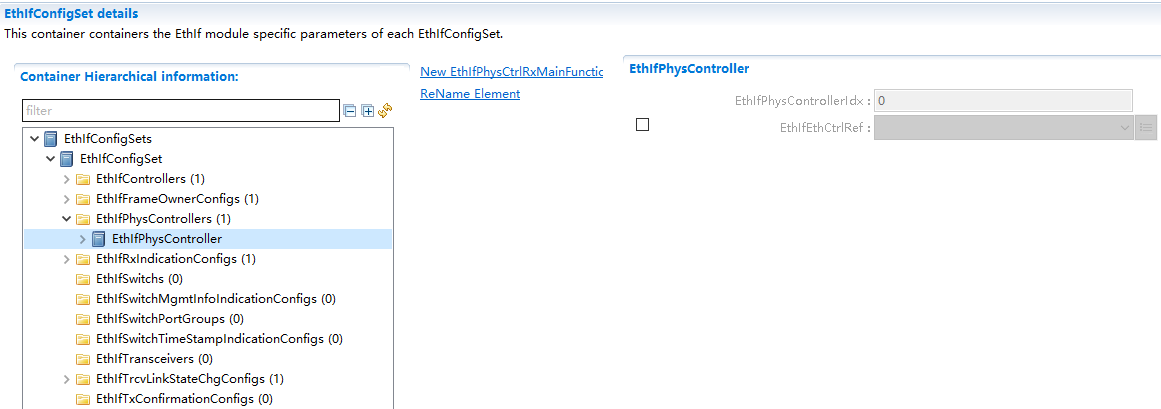 EthIfConfigSet details
This container containers the EthIf module specific parameters of each EthIfConfigSet.
Container Hierarchical information:
filter
EthIfConfigSets
EthIfConfigSet
EthIfControllers (1)
EthIfFrameOwnerConfigs (1)
EthIfPhysControllers (1)
EthIfPhysController
EthIfRxIndicationConfigs (1)
EthIfSwitchs (0)
EthIfSwitchMgmtInfoIndicationConfigs (0)
EthIfSwitchPortGroups (0)
EthIfSwitchTimeStampIndicationConfigs (0)
EthIfTransceivers (0)
EthIfTrcvLinkStateChgConfigs (1)
EthIfTxConfirmationConfigs (0)
New EthIfPhysCtrlRxMainFunctic
ReName Element
EthIfPhysController
EthIfPhysControllerIdx : 0
EthIfEthCtrlRef :